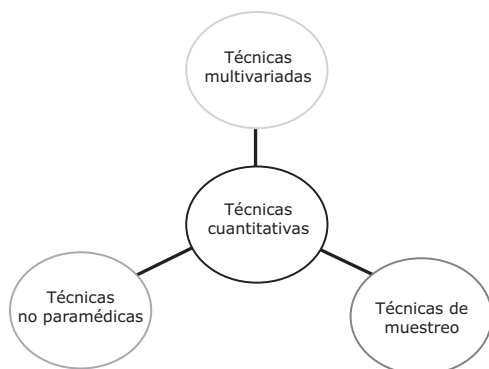 Técnicas
multivariadas
Técnicas
cuantitativas
Técnicas
no paramédicas
Técnicas de
muestreo